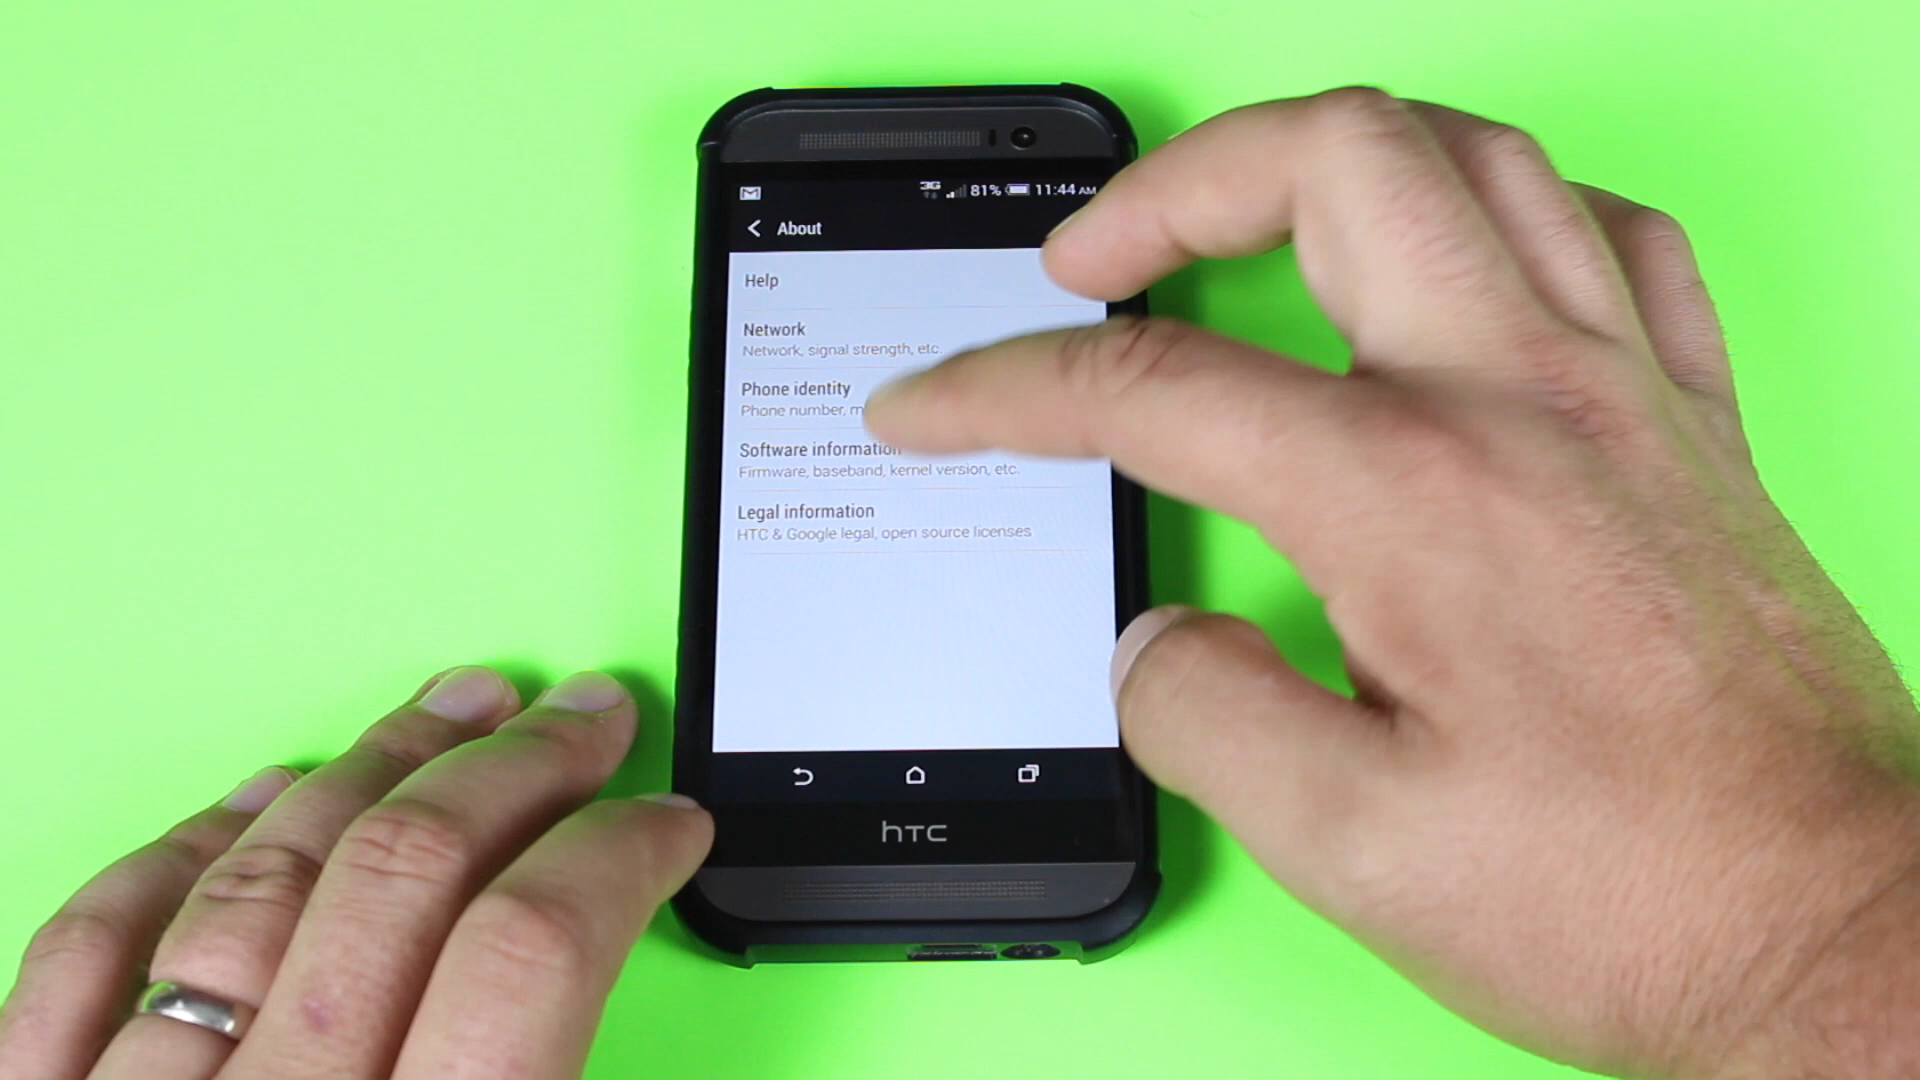 3G 81% 11:44 AM
About
Help
Network
Network, signal strength, etc.
Phone identity
Phone number,
Software information
Firmware, baseband, kernel version, etc.
Legal information
HTC & Google legal, open source licenses
hTC